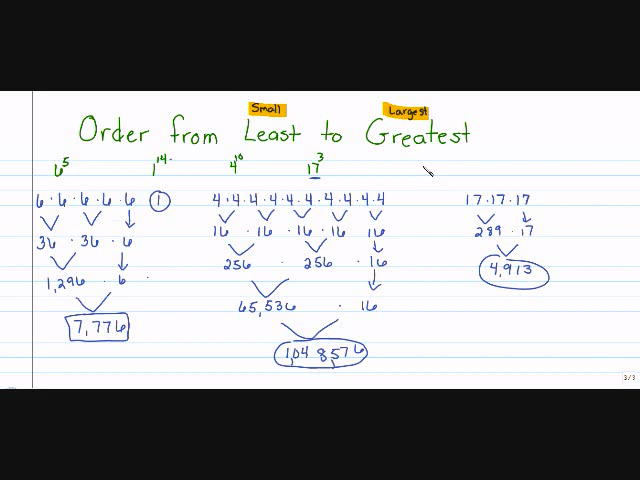 Small Largest
Order from Least to Greatest
6⁵ 1¹⁴ 4¹⁰ 17³
6·6·6·6·6 1 4·4·4·4·4·4·4·4·4·4 17·17·17
36·36·6 16·16·16·16·16 289·17
1,296·6 256·256·16 4,913
65,536·16
7,776
1,048,576
3/3